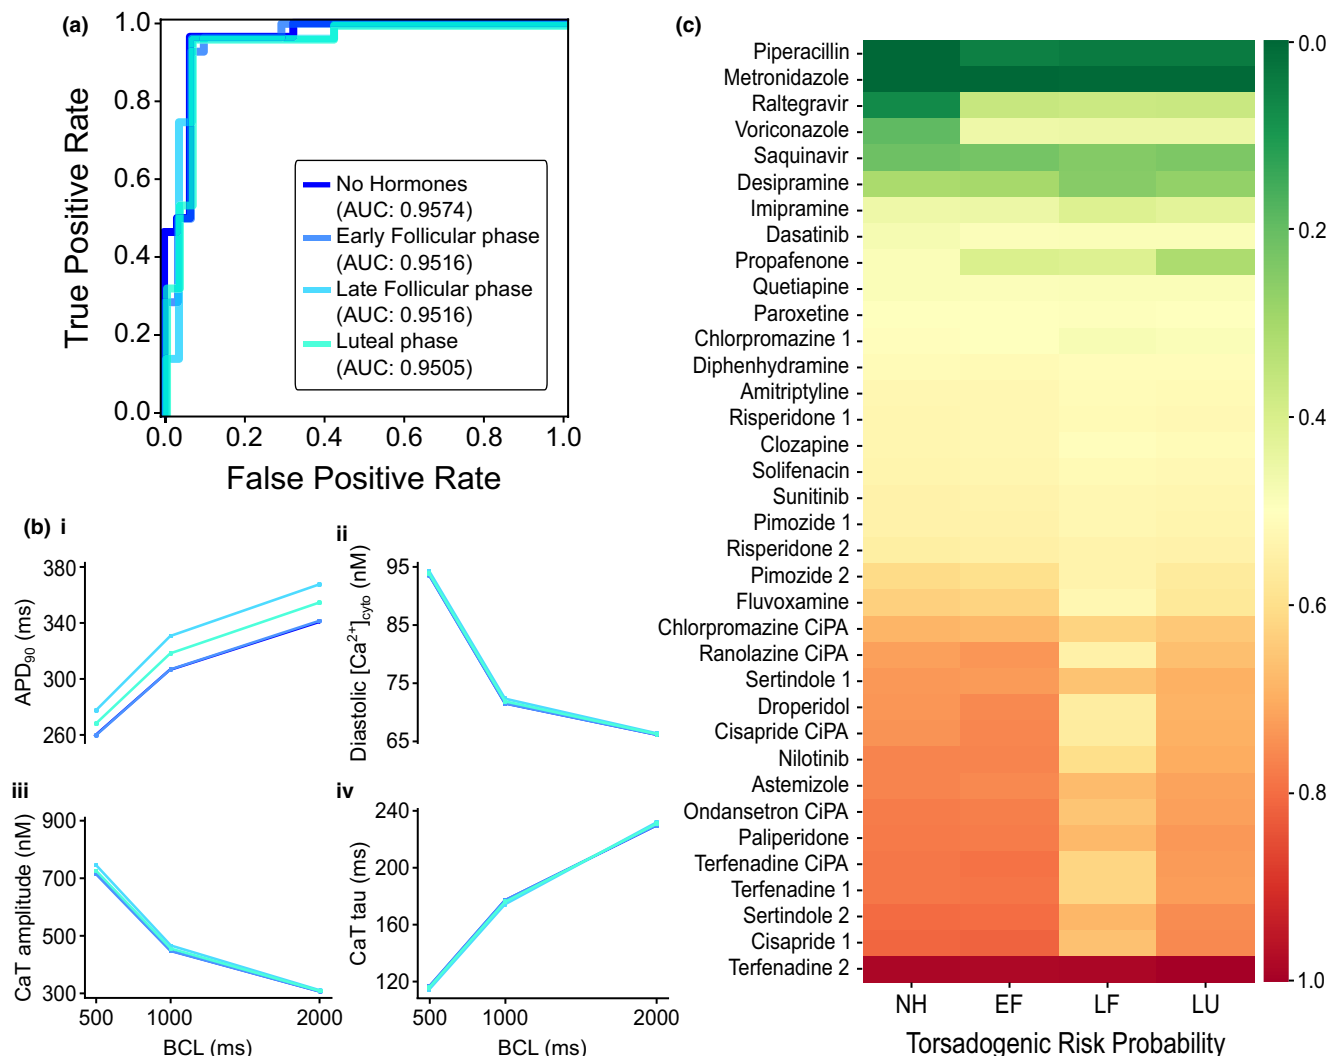 (a)
1.0
0.8
0.6
0.4
0.2
0.0
True Positive Rate
0.0 0.2 0.4 0.6 0.8 1.0
False Positive Rate
No Hormones
(AUC: 0.9574)
Early Follicular phase
(AUC: 0.9516)
Late Follicular phase
(AUC: 0.9516)
Luteal phase
(AUC: 0.9505)
(b) i
380
340
300
260
APD90 (ms)
ii
95
85
75
65
Diastolic [Ca2+]cyto (nM)
iii
900
700
500
300
CaT amplitude (nM)
500 1000 2000
BCL (ms)
iv
240
200
160
120
CaT tau (ms)
500 1000 2000
BCL (ms)
(c)
Piperacillin
Metronidazole
Raltegravir
Voriconazole
Saquinavir
Desipramine
Imipramine
Dasatinib
Propafenone
Quetiapine
Paroxetine
Chlorpromazine 1
Diphenhydramine
Amitriptyline
Risperidone 1
Clozapine
Solifenacin
Sunitinib
Pimozide 1
Risperidone 2
Pimozide 2
Fluvoxamine
Chlorpromazine CiPA
Ranolazine CiPA
Sertindole 1
Droperidol
Cisapride CiPA
Nilotinib
Astemizole
Ondansetron CiPA
Paliperidone
Terfenadine CiPA
Terfenadine 1
Sertindole 2
Cisapride 1
Terfenadine 2
NH EF LF LU
Torsadogenic Risk Probability
0.0
0.2
0.4
0.6
0.8
1.0